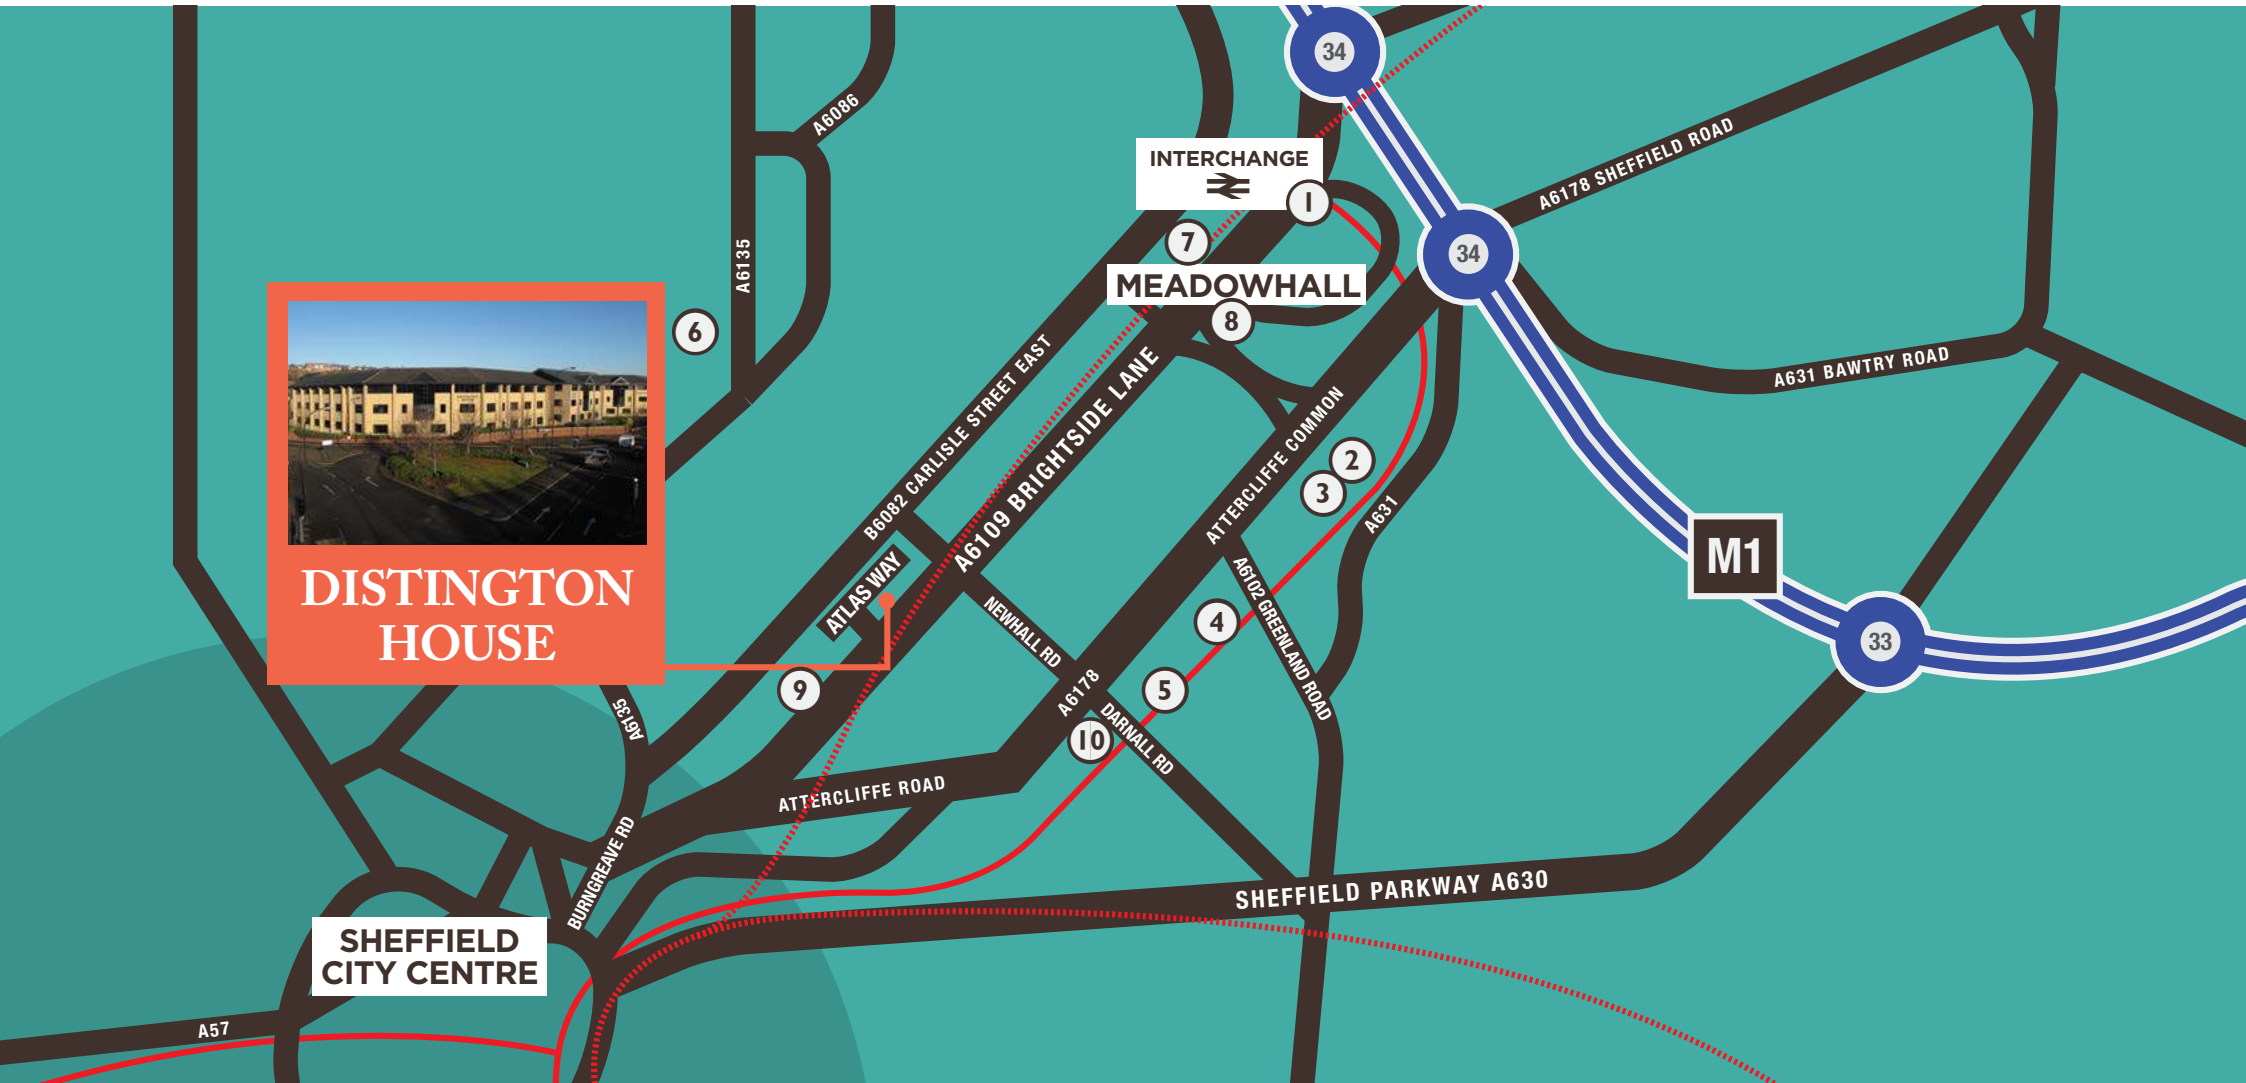 34
A6086
INTERCHANGE
A6178 SHEFFIELD ROAD
1
7
A6135
34
MEADOWHALL
8
6
B6082 CARLISLE STREET EAST
A6109 BRIGHTSIDE LANE
A631 BAWTRY ROAD
ATTERCLIFFE COMMON
2
3
A631
M1
DISTINGTON
HOUSE
ATLAS WAY
NEWHALL RD
A6102 GREENLAND ROAD
4
33
9
5
A6178
A6135
10
DARNALL RD
ATTERCLIFFE ROAD
BURNGREAVE RD
SHEFFIELD PARKWAY A630
SHEFFIELD
CITY CENTRE
A57